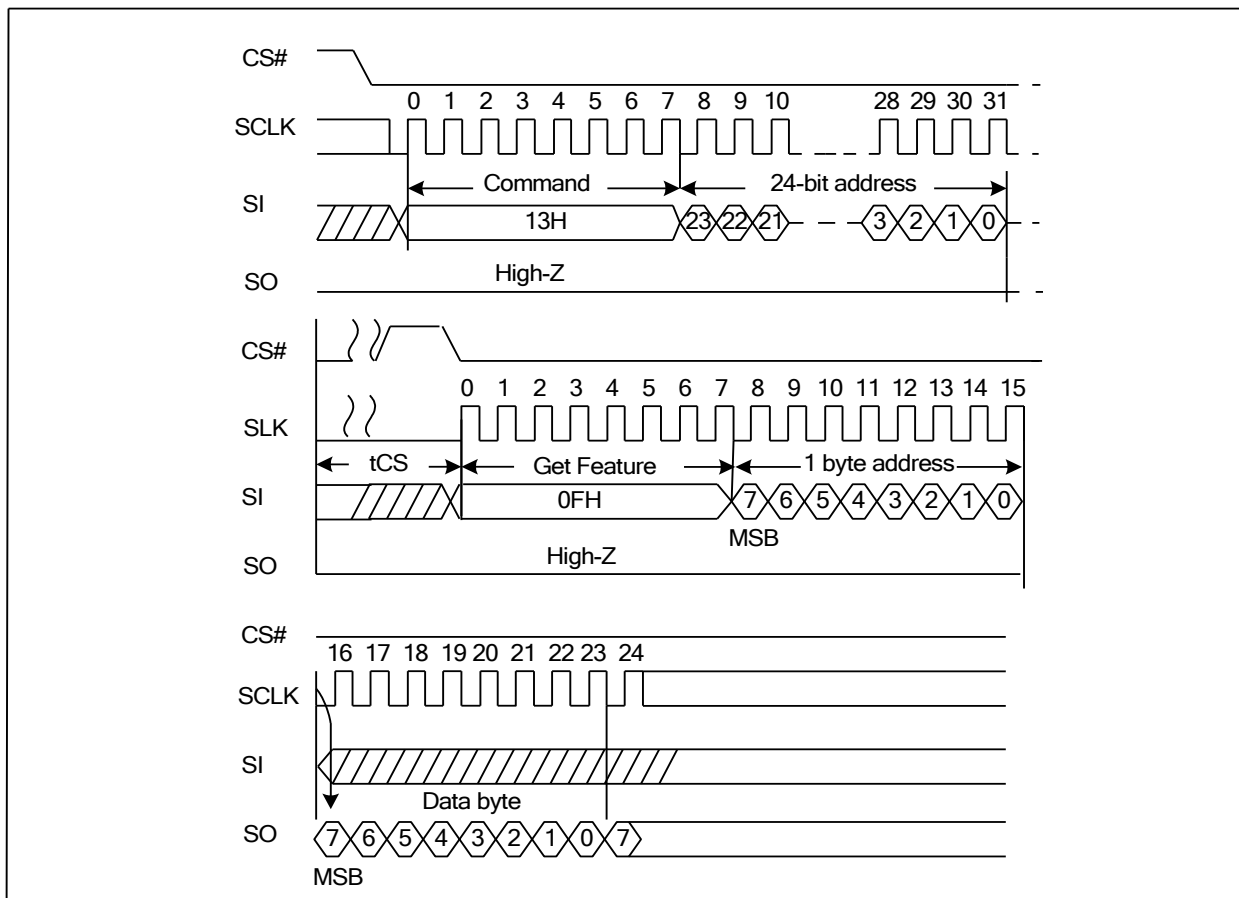 CS#
0 1 2 3 4 5 6 7 8 9 10 28 29 30 31
SCLK
Command 24-bit address
SI
13H 23 22 21 3 2 1 0
High-Z
SO
CS#
0 1 2 3 4 5 6 7 8 9 10 11 12 13 14 15
SLK
tCS Get Feature 1 byte address
SI 0FH 7 6 5 4 3 2 1 0
MSB
High-Z
SO
CS#
16 17 18 19 20 21 22 23 24
SCLK
SI
Data byte
SO 7 6 5 4 3 2 1 0 7
MSB